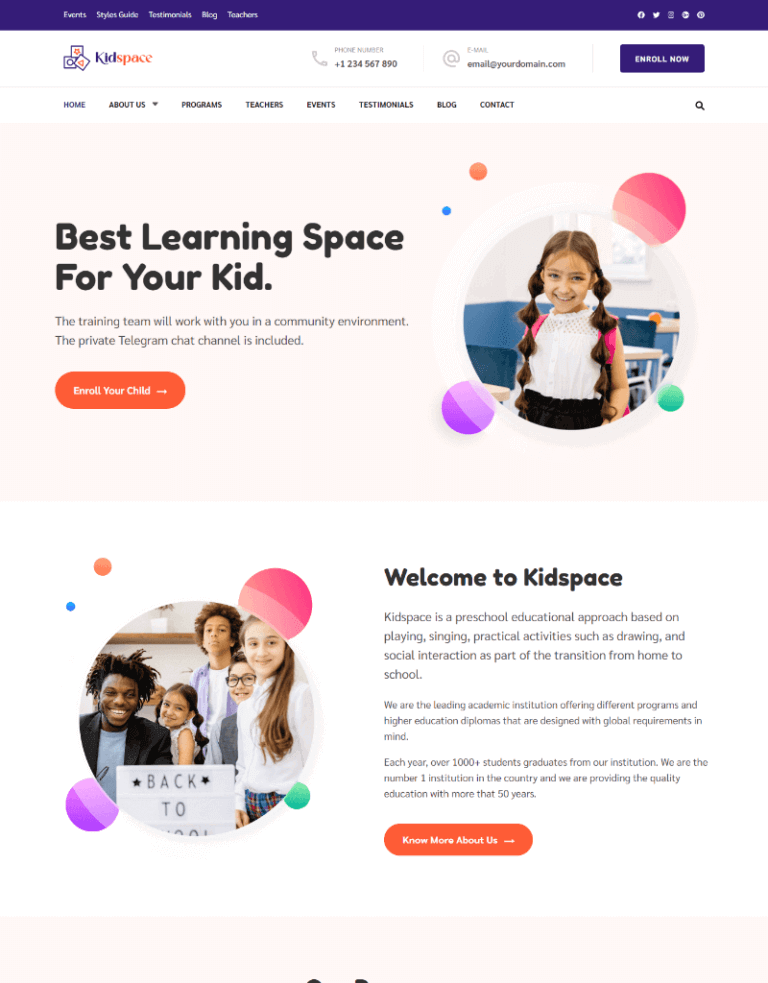 Events Styles Guide Testimonials Blog Teachers
Kidspace
PHONE NUMBER
+1 234 567 890
E-MAIL
email@yourdomain.com
ENROLL NOW
HOME ABOUT US PROGRAMS TEACHERS EVENTS TESTIMONIALS BLOG CONTACT
Best Learning Space
For Your Kid.
The training team will work with you in a community environment.
The private Telegram chat channel is included.
Enroll Your Child →
BACK
TO
SCHOOL
Welcome to Kidspace
Kidspace is a preschool educational approach based on
playing, singing, practical activities such as drawing, and
social interaction as part of the transition from home to
school.
We are the leading academic institution offering different programs and
higher education diplomas that are designed with global requirements in
mind.
Each year, over 1000+ students graduates from our institution. We are the
number 1 institution in the country and we are providing the quality
education with more that 50 years.
Know More About Us →